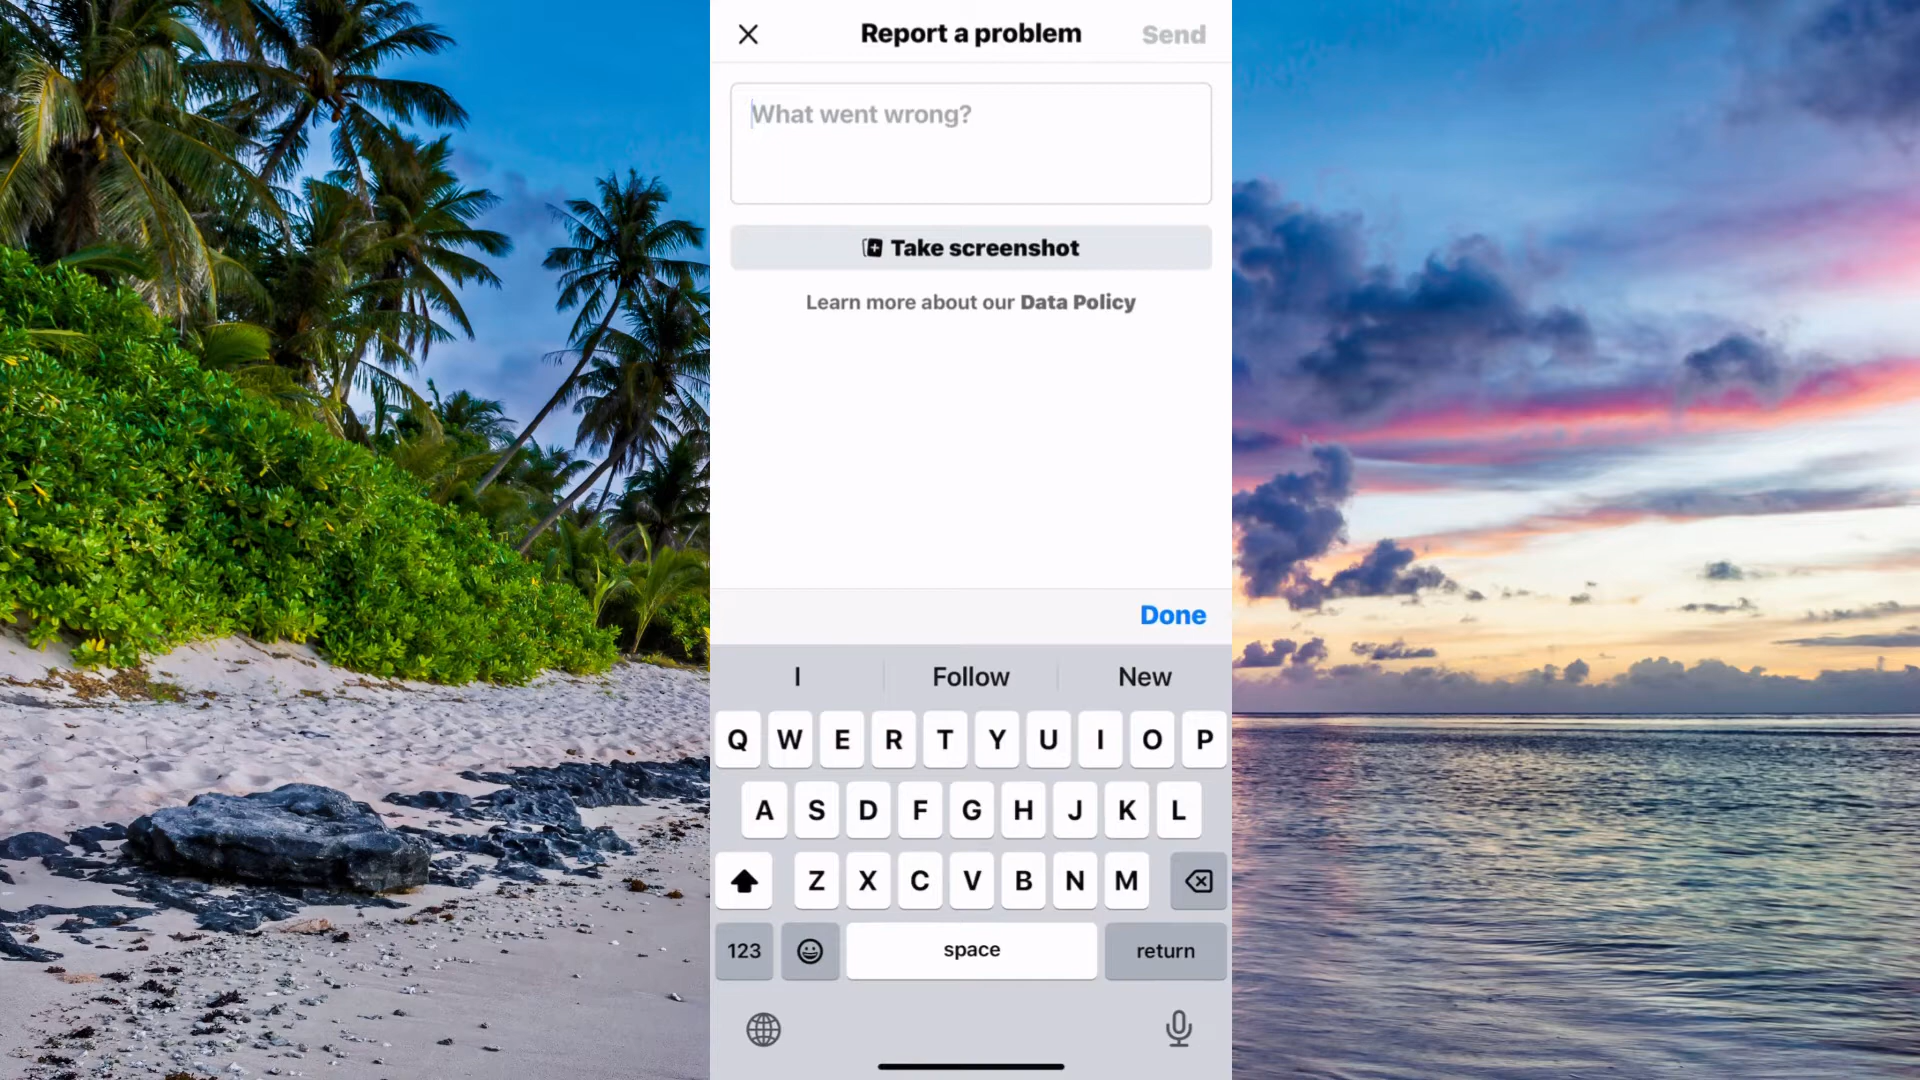 Report a problem
Send
What went wrong?
Take screenshot
Learn more about our Data Policy
Done
I Follow New
Q W E R T Y U I O P
A S D F G H J K L
Z X C V B N M
123 space return